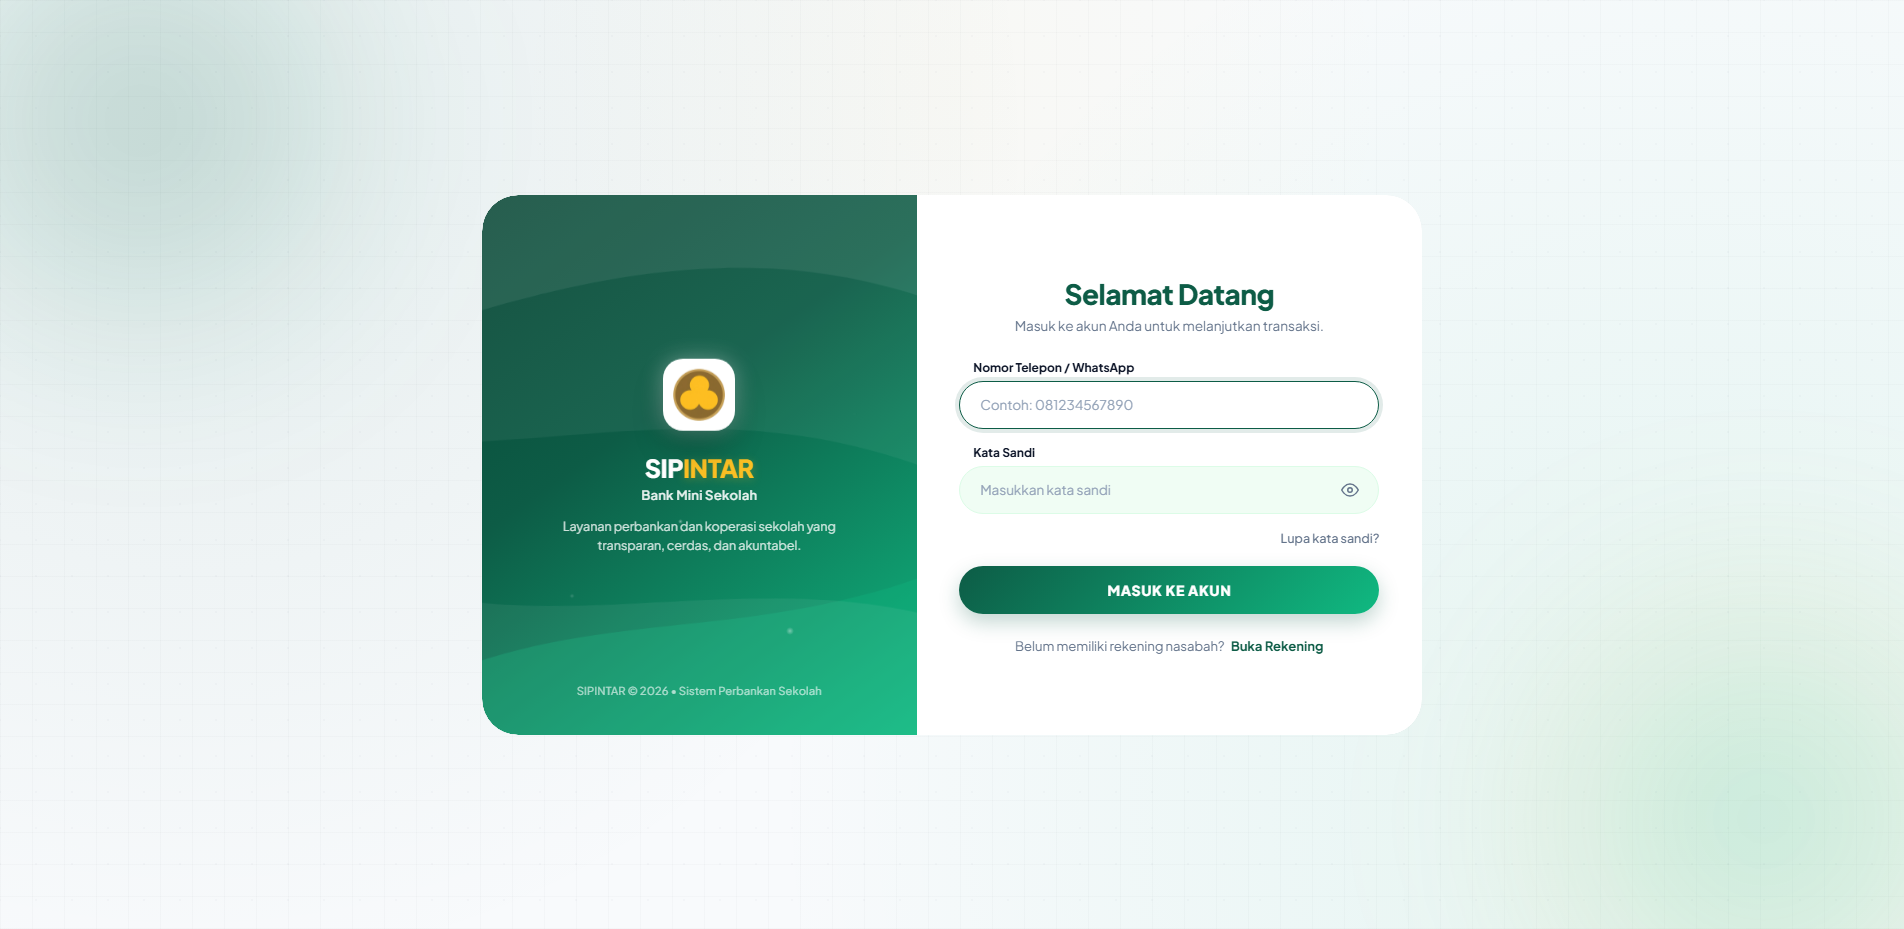 SIPINTAR
Bank Mini Sekolah
Layanan perbankan dan koperasi sekolah yang
transparan, cerdas, dan akuntabel.
SIPINTAR © 2026 • Sistem Perbankan Sekolah
Selamat Datang
Masuk ke akun Anda untuk melanjutkan transaksi.
Nomor Telepon / WhatsApp
Contoh: 081234567890
Kata Sandi
Masukkan kata sandi
Lupa kata sandi?
MASUK KE AKUN
Belum memiliki rekening nasabah? Buka Rekening